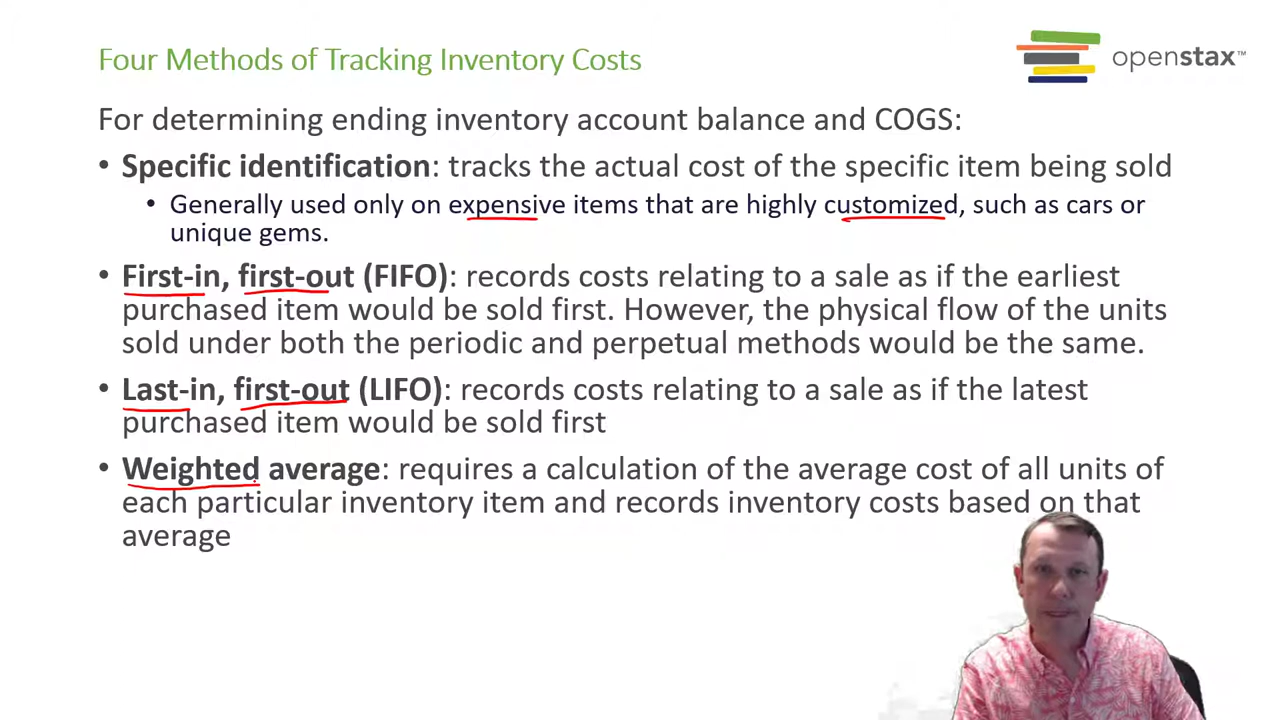 Four Methods of Tracking Inventory Costs
openstax™
For determining ending inventory account balance and COGS:
• Specific identification: tracks the actual cost of the specific item being sold
• Generally used only on expensive items that are highly customized, such as cars or
unique gems.
• First-in, first-out (FIFO): records costs relating to a sale as if the earliest
purchased item would be sold first. However, the physical flow of the units
sold under both the periodic and perpetual methods would be the same.
• Last-in, first-out (LIFO): records costs relating to a sale as if the latest
purchased item would be sold first
• Weighted average: requires a calculation of the average cost of all units of
each particular inventory item and records inventory costs based on that
average